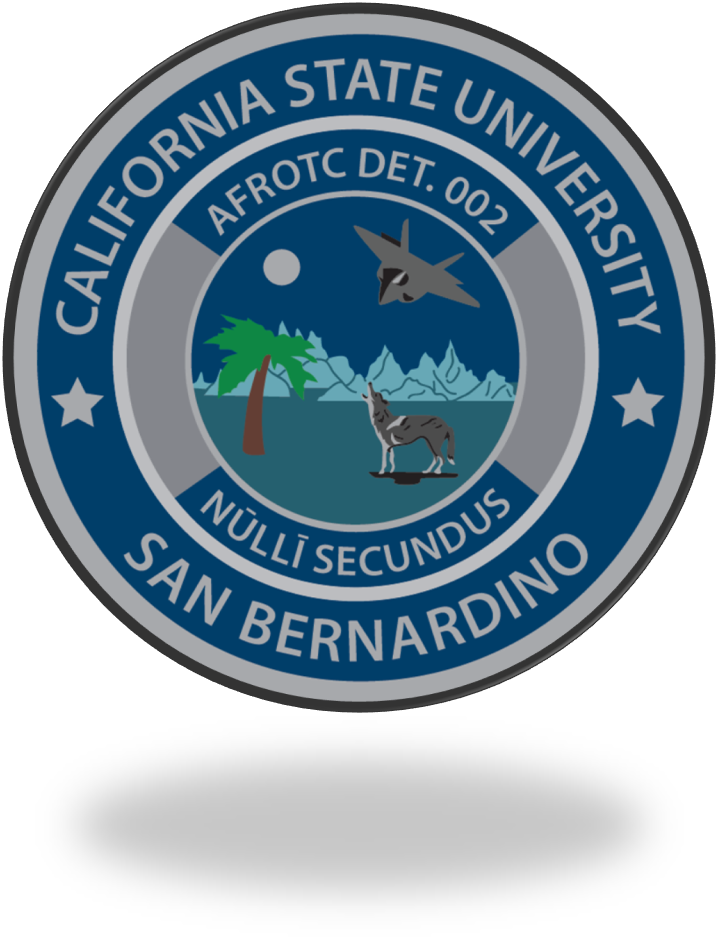 CALIFORNIA STATE UNIVERSITY
AFROTC DET. 002
NŪLLĪ SECUNDUS
SAN BERNARDINO